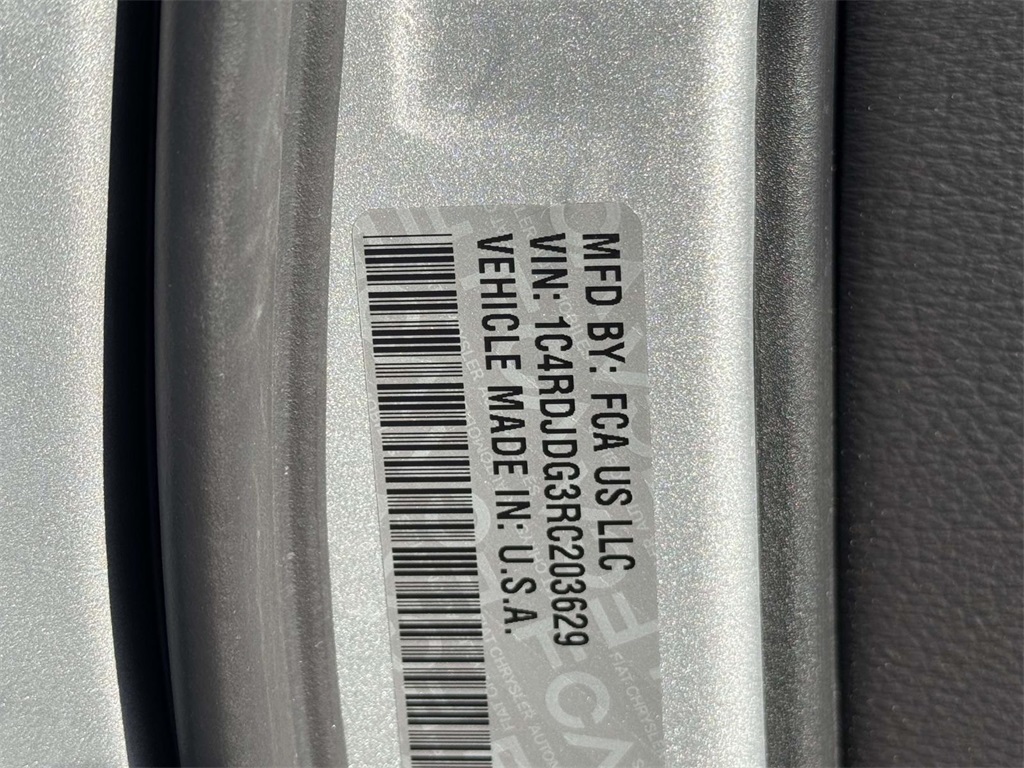 MFD BY: FCA US LLC
VIN: 1C4RDJDG3RC203629
VEHICLE MADE IN: U.S.A.